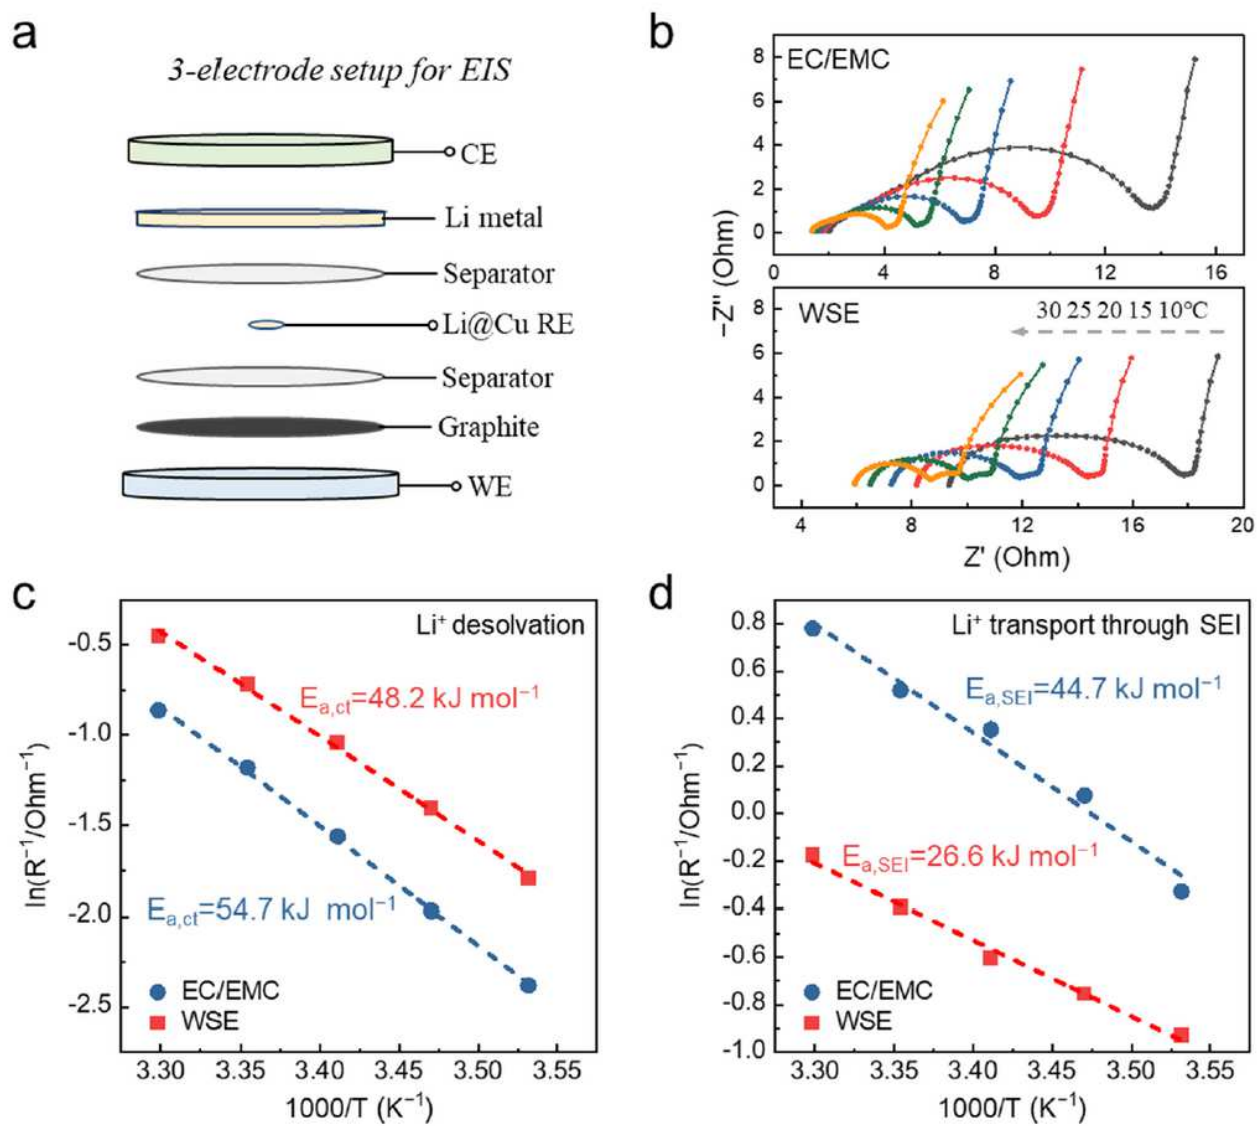 a
3-electrode setup for EIS
CE
Li metal
Separator
Li@Cu RE
Separator
Graphite
WE
b
EC/EMC
8
6
4
2
0
0 4 8 12 16
WSE
30 25 20 15 10°C
8
6
4
2
0
4 8 12 16 20
−Z'' (Ohm)
Z' (Ohm)
c
Li⁺ desolvation
-0.5
-1.0
-1.5
-2.0
-2.5
Eₐ,ct=48.2 kJ mol⁻¹
Eₐ,ct=54.7 kJ mol⁻¹
EC/EMC
WSE
3.30 3.35 3.40 3.45 3.50 3.55
ln(R⁻¹/Ohm⁻¹)
1000/T (K⁻¹)
d
Li⁺ transport through SEI
0.8
0.6
0.4
0.2
0.0
-0.2
-0.4
-0.6
-0.8
-1.0
Eₐ,SEI=44.7 kJ mol⁻¹
Eₐ,SEI=26.6 kJ mol⁻¹
EC/EMC
WSE
3.30 3.35 3.40 3.45 3.50 3.55
ln(R⁻¹/Ohm⁻¹)
1000/T (K⁻¹)